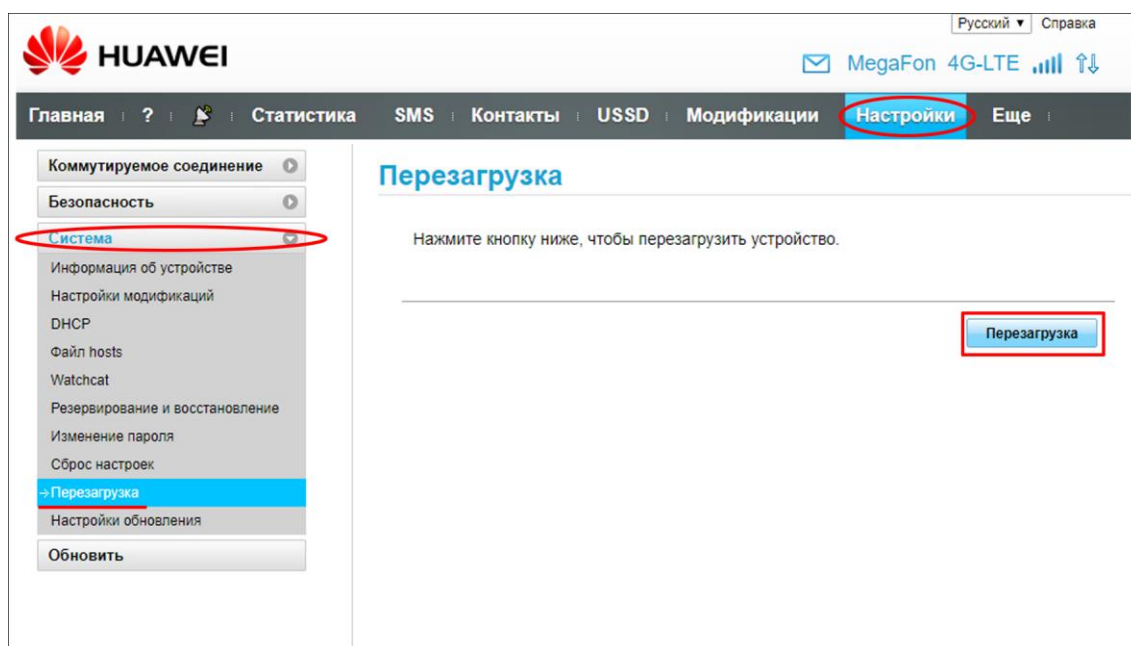 Русский ▼ Справка
HUAWEI
MegaFon 4G-LTE
Главная ? Статистика SMS Контакты USSD Модификации Настройки Еще
Коммутируемое соединение
Безопасность
Система
Информация об устройстве
Настройки модификаций
DHCP
Файл hosts
Watchcat
Резервирование и восстановление
Изменение пароля
Сброс настроек
→Перезагрузка
Настройки обновления
Обновить
Перезагрузка
Нажмите кнопку ниже, чтобы перезагрузить устройство.
Перезагрузка